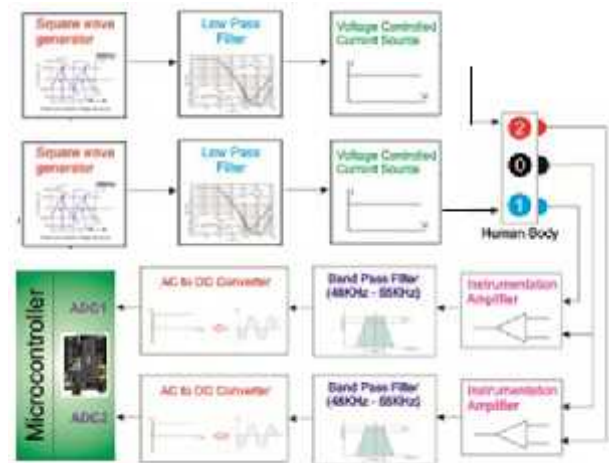 Square wave
generator
Low Pass
Filter
Voltage Controlled
Current Source
Square wave
generator
Low Pass
Filter
Voltage Controlled
Current Source
2
0
1
Human Body
Microcontroller
ADC1
ADC2
AC to DC Converter
Band Pass Filter
(48KHz - 55KHz)
Instrumentation
Amplifier
AC to DC Converter
Band Pass Filter
(48KHz - 55KHz)
Instrumentation
Amplifier